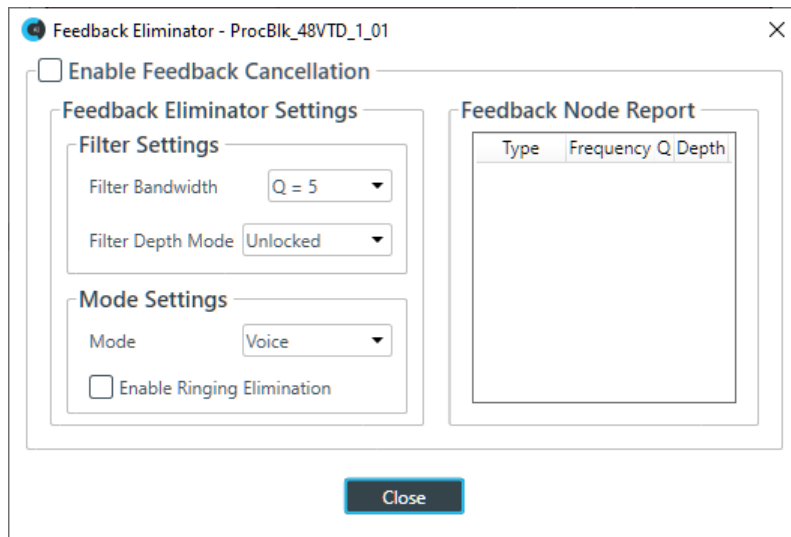 Feedback Eliminator - ProcBlk_48VTD_1_01
Enable Feedback Cancellation
Feedback Eliminator Settings
Filter Settings
Filter Bandwidth Q = 5
Filter Depth Mode Unlocked
Mode Settings
Mode Voice
Enable Ringing Elimination
Feedback Node Report
Type Frequency Q Depth
Close